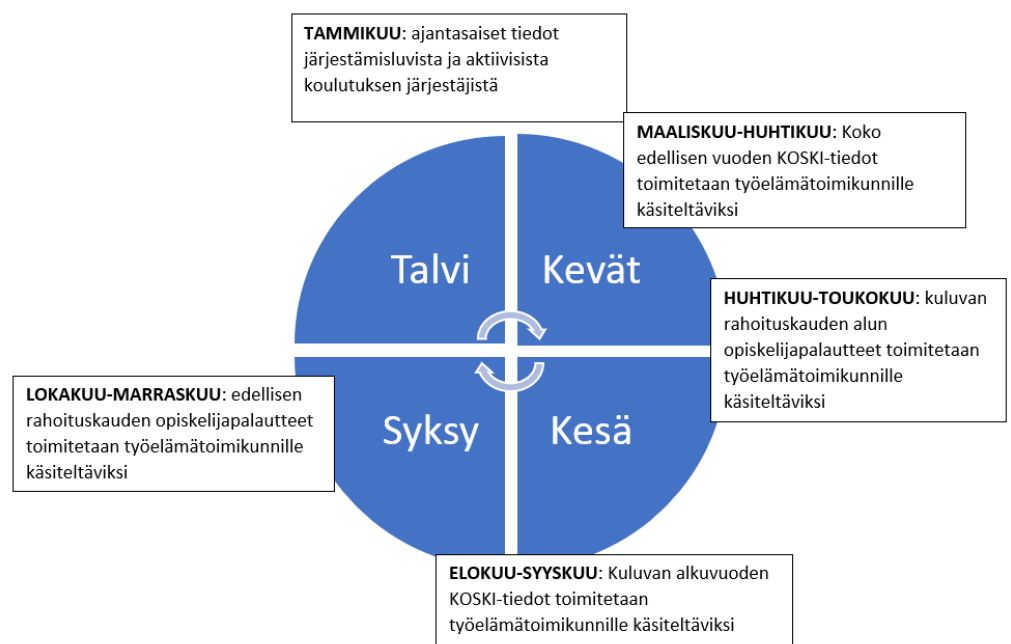 TAMMIKUU: ajantasaiset tiedot
järjestämisluvista ja aktiivisista
koulutuksen järjestäjistä
MAALISKUU-HUHTIKUU: Koko
edellisen vuoden KOSKI-tiedot
toimitetaan työelämätoimikunnille
käsiteltäviksi
Talvi
Kevät
HUHTIKUU-TOUKOKUU: kuluvan
rahoituskauden alun
opiskelijapalautteet toimitetaan
työelämätoimikunnille
käsiteltäviksi
LOKAKUU-MARRASKUU: edellisen
rahoituskauden opiskelijapalautteet
toimitetaan työelämätoimikunnille
käsiteltäviksi
Syksy
Kesä
ELOKUU-SYYSKUU: Kuluvan alkuvuoden
KOSKI-tiedot toimitetaan
työelämätoimikunnille käsiteltäviksi